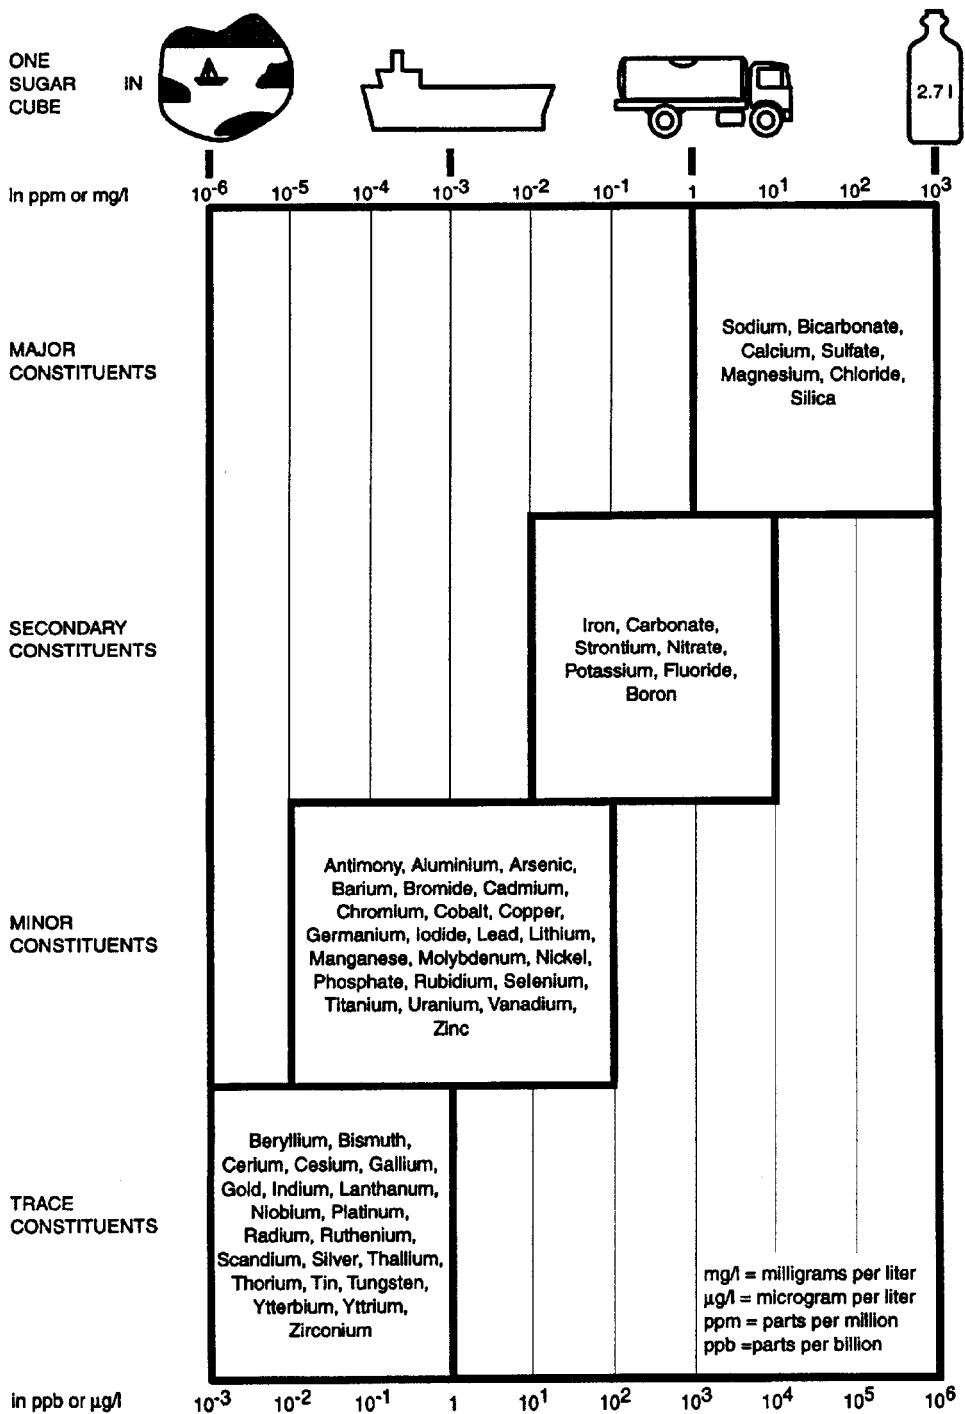 ONE
SUGAR IN
CUBE
2.7 l
in ppm or mg/l 10⁻⁶ 10⁻⁵ 10⁻⁴ 10⁻³ 10⁻² 10⁻¹ 1 10¹ 10² 10³
MAJOR
CONSTITUENTS
Sodium, Bicarbonate,
Calcium, Sulfate,
Magnesium, Chloride,
Silica
SECONDARY
CONSTITUENTS
Iron, Carbonate,
Strontium, Nitrate,
Potassium, Fluoride,
Boron
MINOR
CONSTITUENTS
Antimony, Aluminium, Arsenic,
Barium, Bromide, Cadmium,
Chromium, Cobalt, Copper,
Germanium, Iodide, Lead, Lithium,
Manganese, Molybdenum, Nickel,
Phosphate, Rubidium, Selenium,
Titanium, Uranium, Vanadium,
Zinc
TRACE
CONSTITUENTS
Beryllium, Bismuth,
Cerium, Cesium, Gallium,
Gold, Indium, Lanthanum,
Niobium, Platinum,
Radium, Ruthenium,
Scandium, Silver, Thallium,
Thorium, Tin, Tungsten,
Ytterbium, Yttrium,
Zirconium
mg/l = milligrams per liter
µg/l = microgram per liter
ppm = parts per million
ppb =parts per billion
in ppb or µg/l 10⁻³ 10⁻² 10⁻¹ 1 10¹ 10² 10³ 10⁴ 10⁵ 10⁶